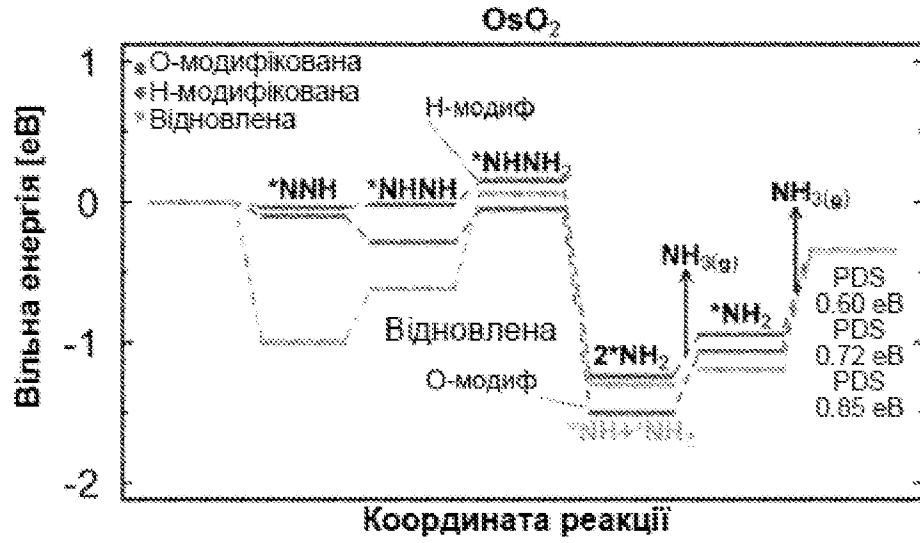 OsO₂
1
О-модифікована
Н-модифікована
Відновлена
Н-модиф
*NNH
*NHNH
*NHNH₂
NH₃₍g₎
0
NH₃₍g₎
Вільна енергія [еВ]
Відновлена
2*NH₂
*NH₂
PDS
0.60 еВ
PDS
0.72 еВ
PDS
0.85 еВ
-1
О-модиф
*NH+*NH₂
-2
Координата реакції